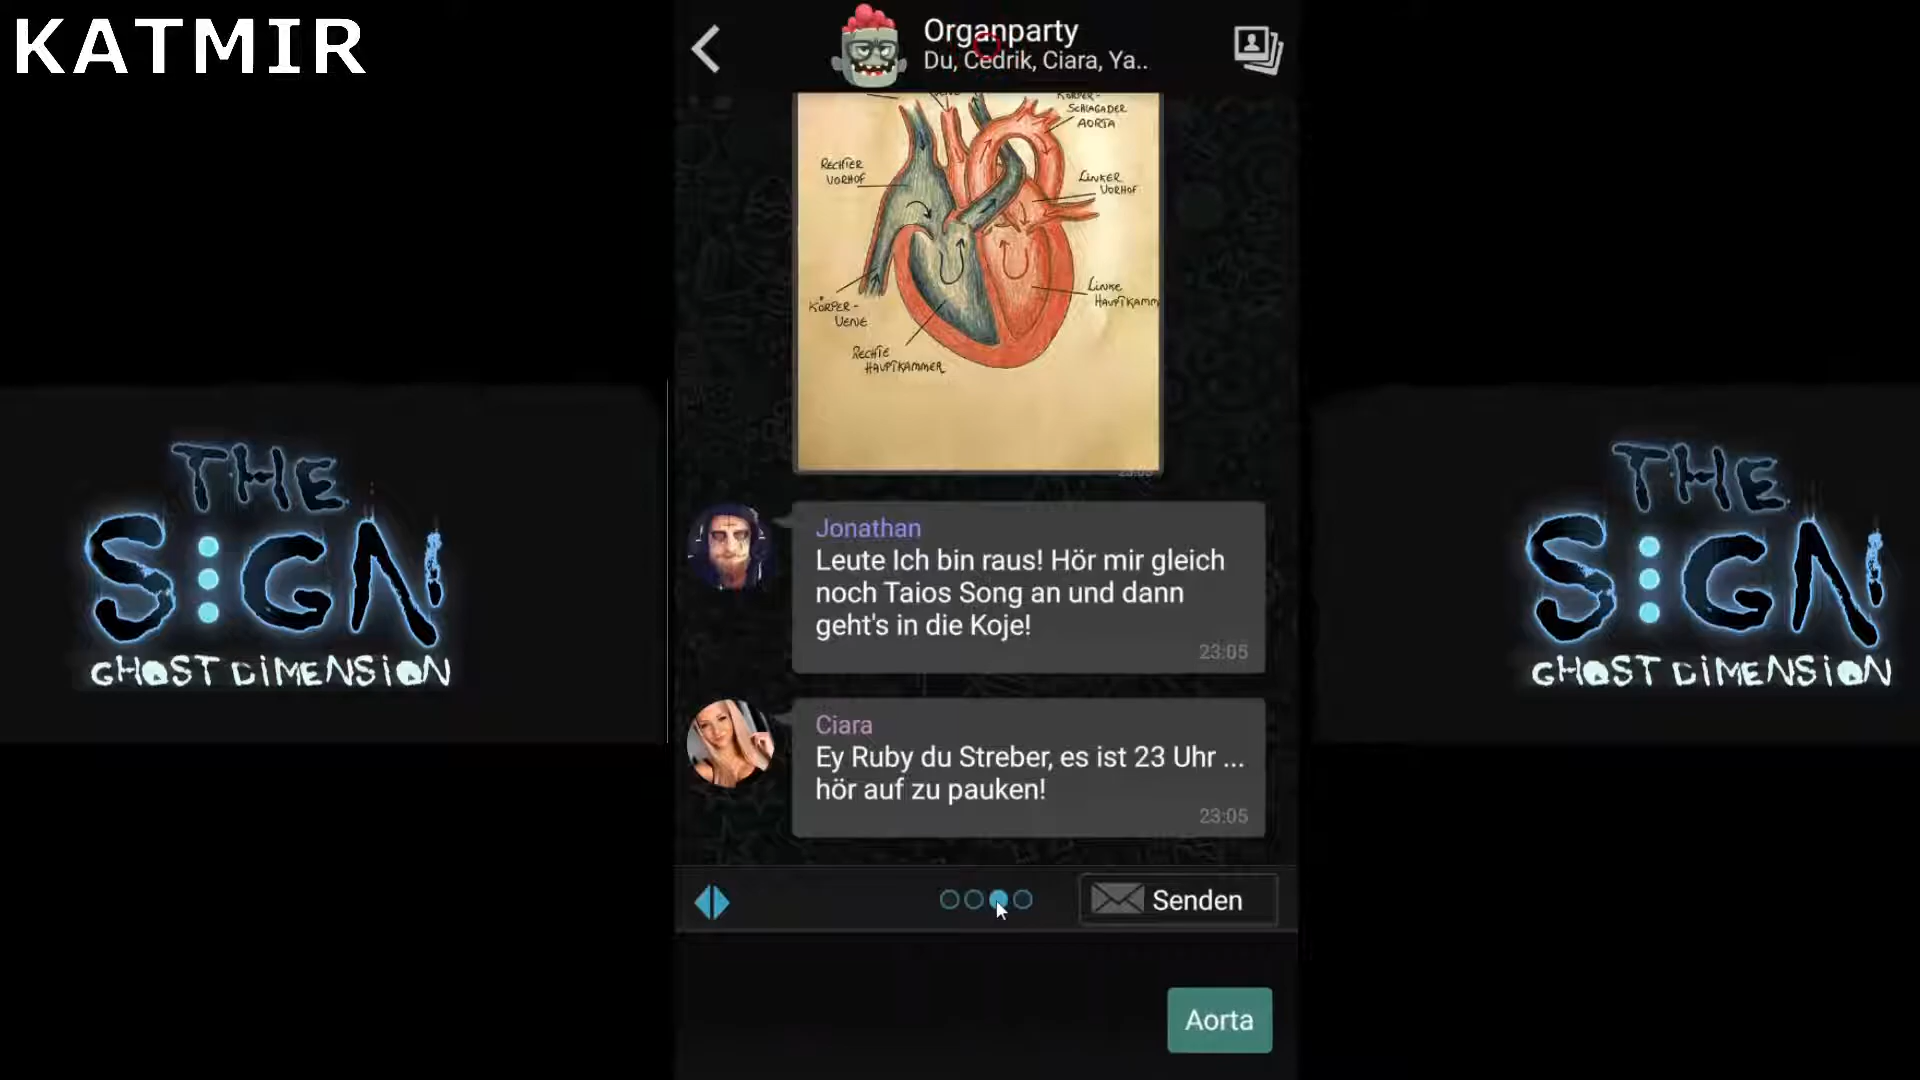 KATMIR
Organparty
Du, Cedrik, Ciara, Ya..
KÖRPER-
SCHLAGADER
AORTA
RECHTER
VORHOF
LINKER
VORHOF
KÖRPER-
VENE
LINKE
HAUPTKAMM
RECHTE
HAUPTKAMMER
23:05
Jonathan
Leute Ich bin raus! Hör mir gleich
noch Taios Song an und dann
geht's in die Koje!
23:05
Ciara
Ey Ruby du Streber, es ist 23 Uhr ...
hör auf zu pauken!
23:05
Senden
Aorta
THE
SIGN
GHOST DIMENSION
THE
SIGN
GHOST DIMENSION